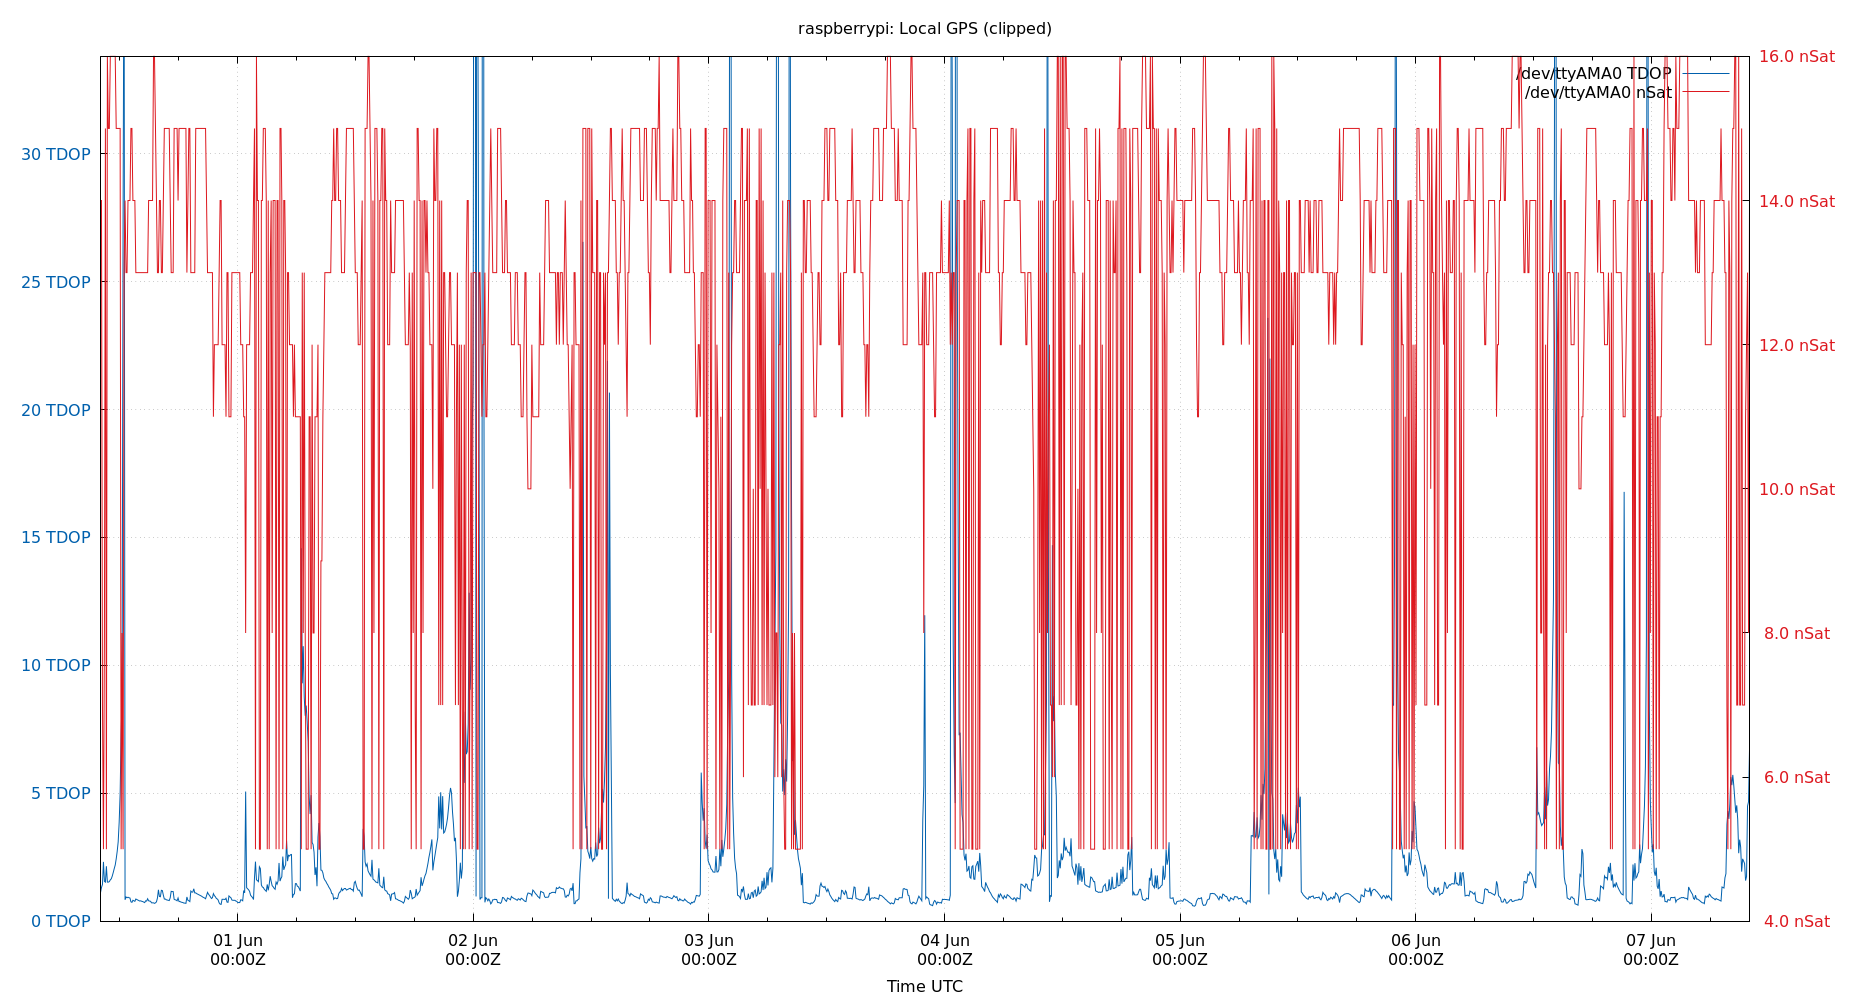 raspberrypi: Local GPS (clipped)
16.0 nSat
/dev/ttyAMA0 TDOP
/dev/ttyAMA0 nSat
30 TDOP
14.0 nSat
25 TDOP
12.0 nSat
20 TDOP
10.0 nSat
15 TDOP
8.0 nSat
10 TDOP
6.0 nSat
5 TDOP
0 TDOP
4.0 nSat
01 Jun 02 Jun 03 Jun 04 Jun 05 Jun 06 Jun 07 Jun
00:00Z 00:00Z 00:00Z 00:00Z 00:00Z 00:00Z 00:00Z
Time UTC